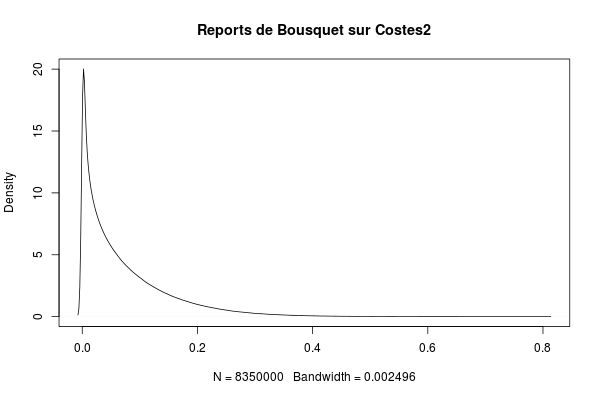 Reports de Bousquet sur Costes2
Density
20
15
10
5
0
0.0 0.2 0.4 0.6 0.8
N = 8350000 Bandwidth = 0.002496